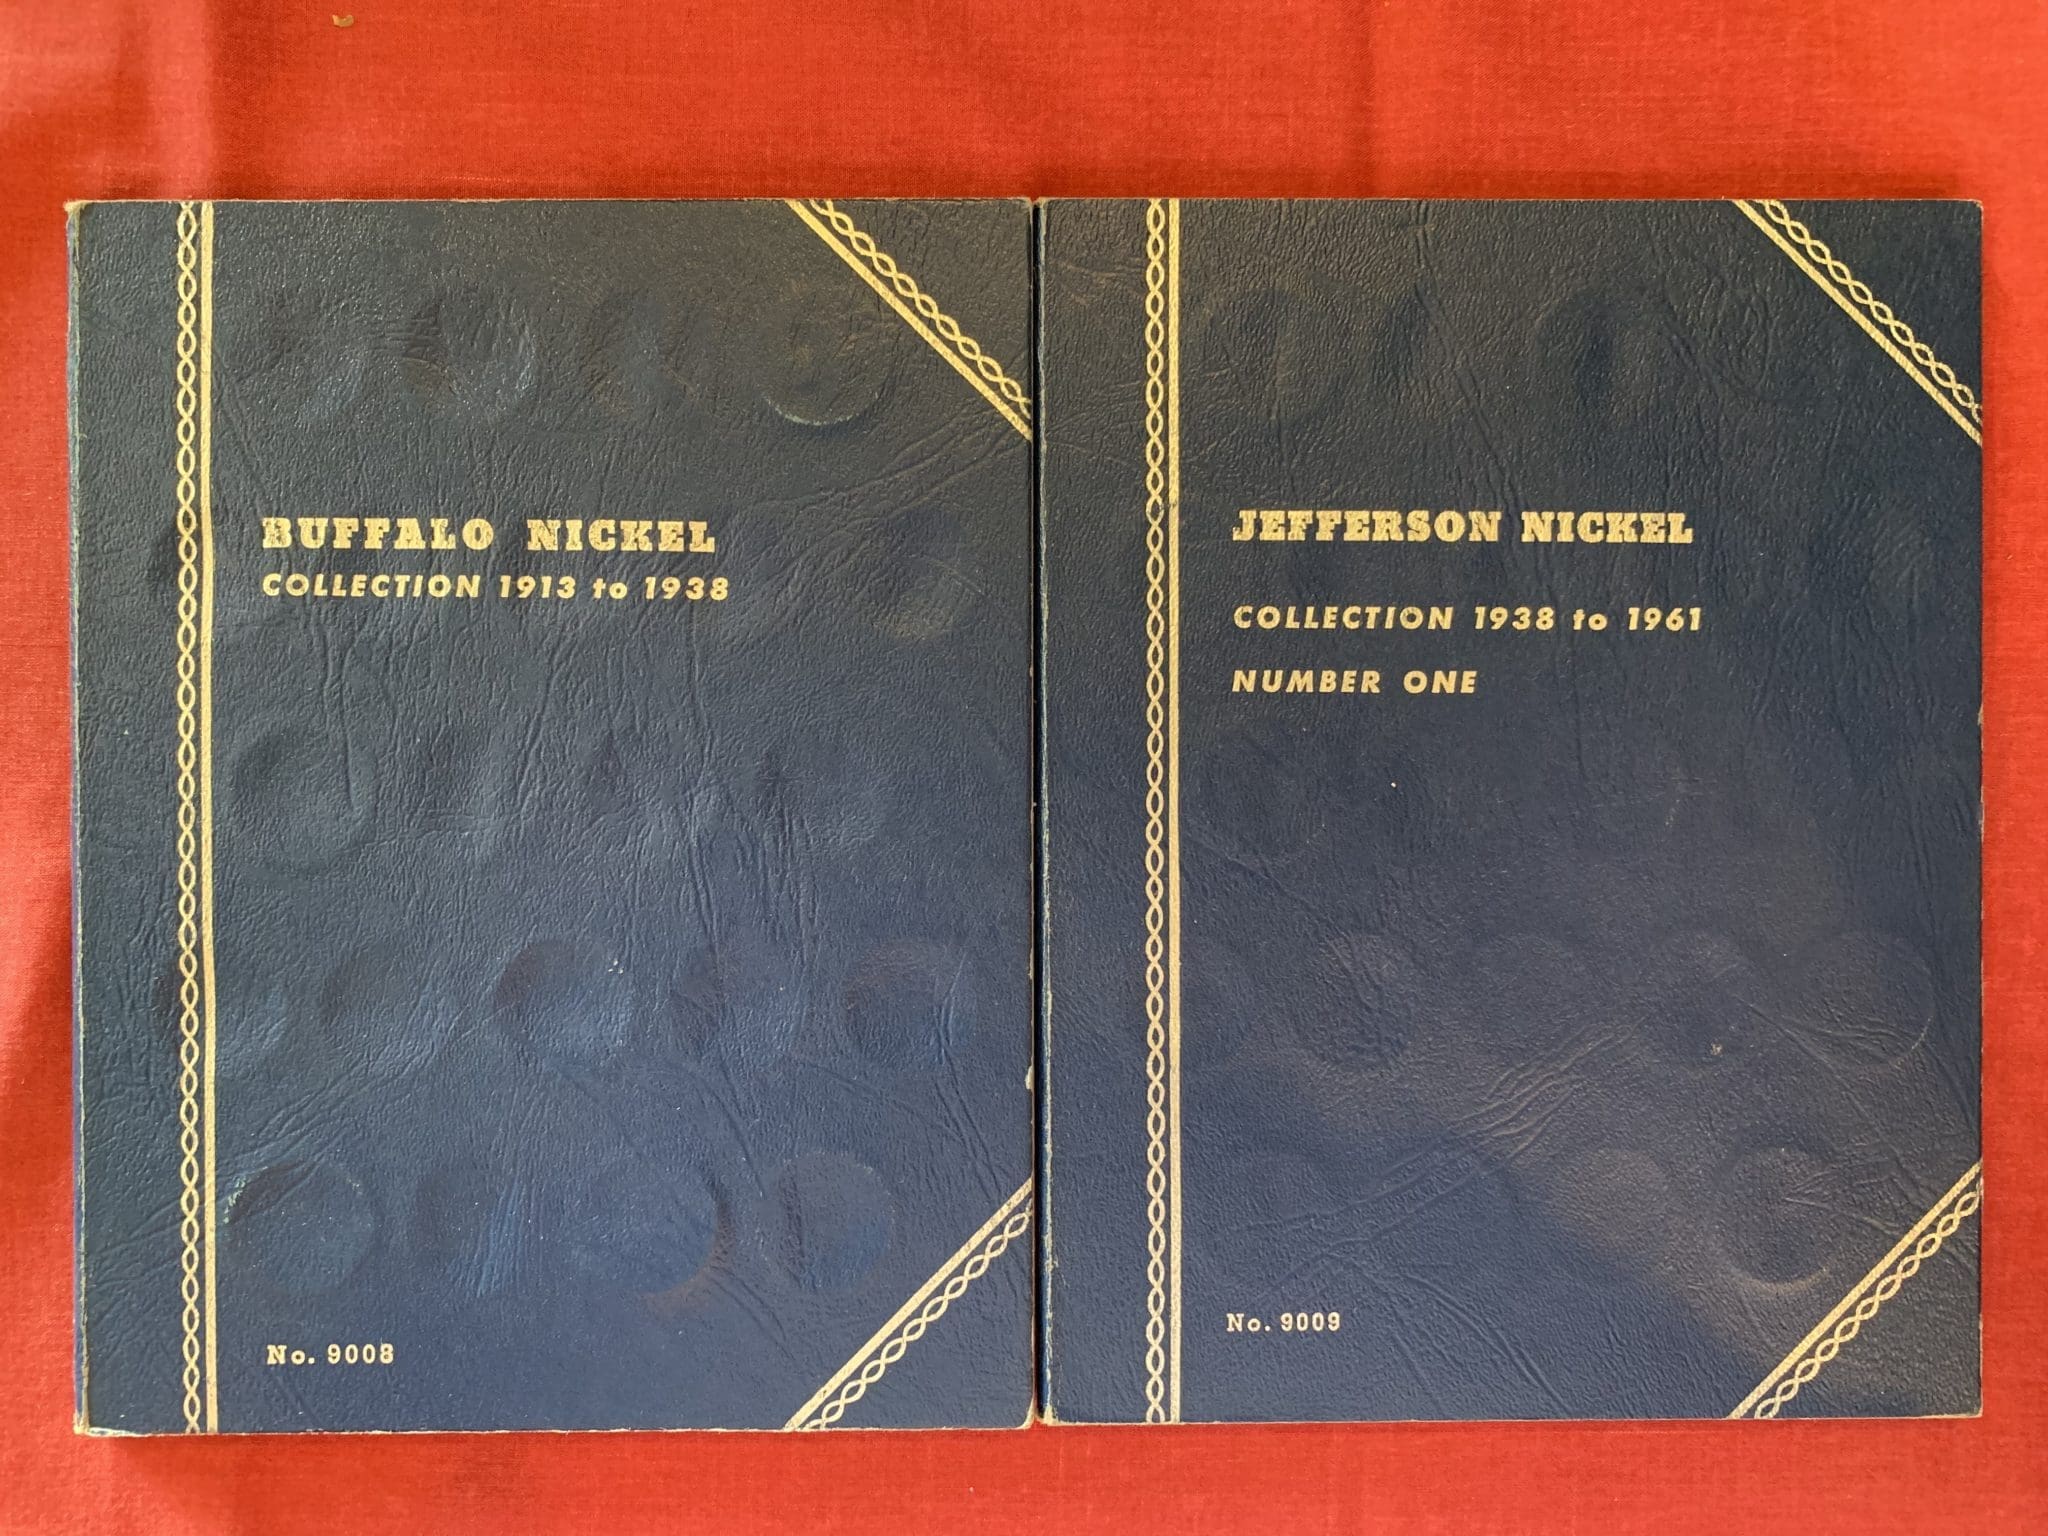 BUFFALO NICKEL
COLLECTION 1913 to 1938
No. 9008
JEFFERSON NICKEL
COLLECTION 1938 to 1961
NUMBER ONE
No. 9009